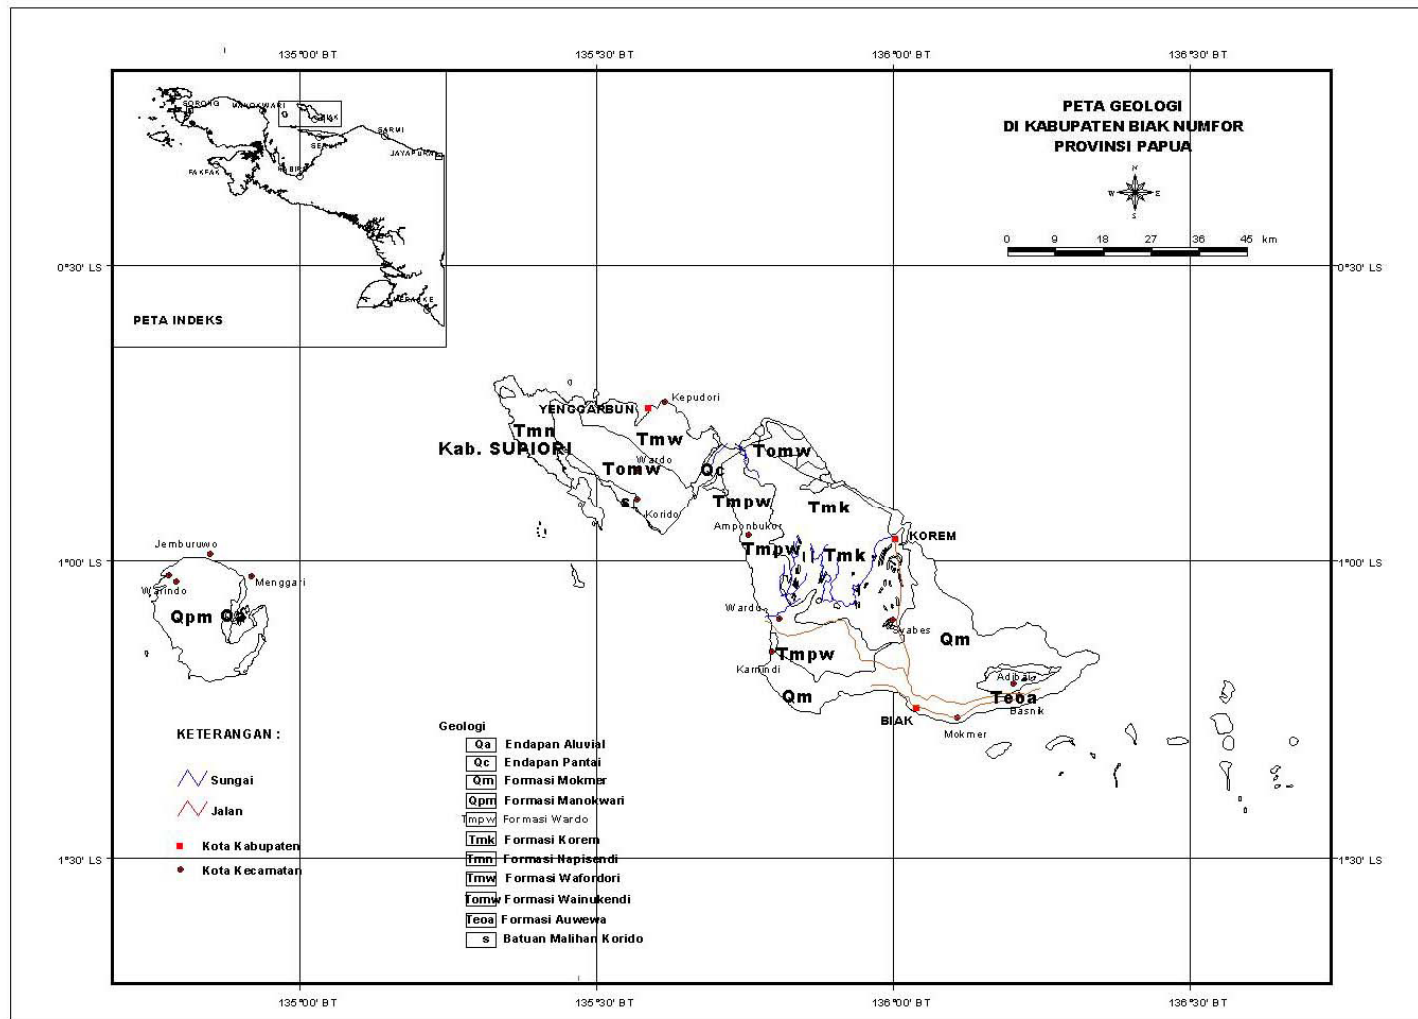 135°00' BT
135°30' BT
136°00' BT
136°30' BT
PETA GEOLOGI
DI KABUPATEN BIAK NUMFOR
PROVINSI PAPUA
N
W E
S
0 9 18 27 36 45 km
SORONG
MANOKWARI
BIAK
SARMI
JAYAPURA
FAKFAK
PETA INDEKS
0°30' LS
0°30' LS
YENGGARBUN
Kepudori
Tmn
Tmw
Kab. SUPIORI
Wardo
Tomw
Qc
Tomw
s
Korido
Tmpw
Tmk
Amponbukor
Tmpw
Tmk
KOREM
1°00' LS
1°00' LS
Jemburuwo
Warindo
Menggari
Qpm
Wardo
Syabes
Qm
Tmpw
Kamindi
Qm
Teoa
Basnik
BIAK
Mokmer
KETERANGAN :
Sungai
Jalan
Kota Kabupaten
Kota Kecamatan
Geologi
Qa Endapan Aluvial
Qc Endapan Pantai
Qm Formasi Mokmer
Qpm Formasi Manokwari
Tmpw Formasi Wardo
Tmk Formasi Korem
Tmn Formasi Napisendi
Tmw Formasi Wafordori
Tomw Formasi Wainukendi
Teoa Formasi Auwewa
s Batuan Malihan Korido
1°30' LS
1°30' LS
135°00' BT
135°30' BT
136°00' BT
136°30' BT